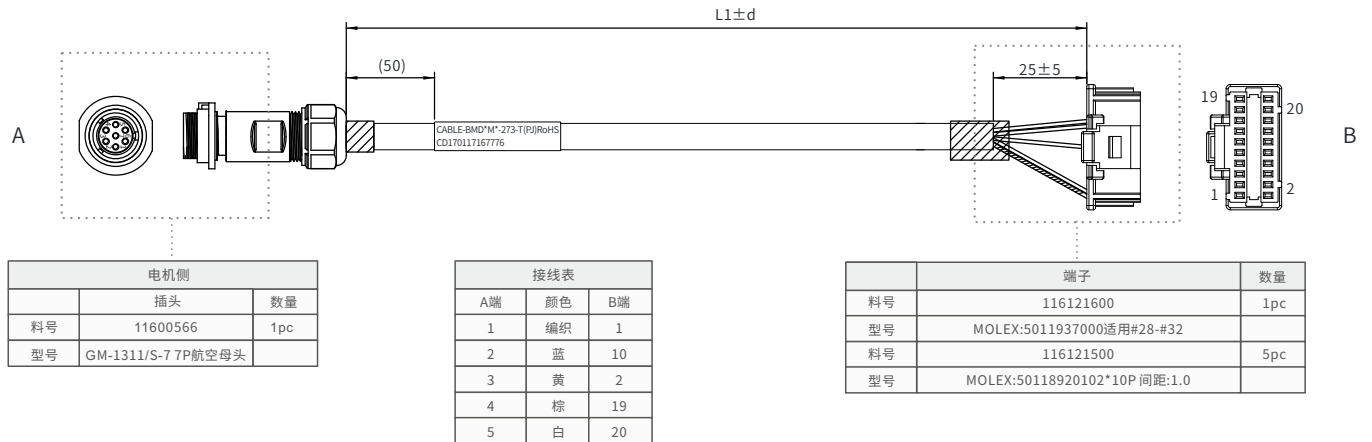 L1±d
(50)
25±5
A
CABLE-BMD*M*-273-T(PJ)RoHS
CD170117167776
19
20
1
2
B
电机侧
插头 数量
料号 11600566 1pc
型号 GM-1311/S-7 7P航空母头
接线表
A端 颜色 B端
1 编织 1
2 蓝 10
3 黄 2
4 棕 19
5 白 20
端子 数量
料号 116121600 1pc
型号 MOLEX:5011937000适用#28-#32
料号 116121500 5pc
型号 MOLEX:50118920102*10P 间距:1.0